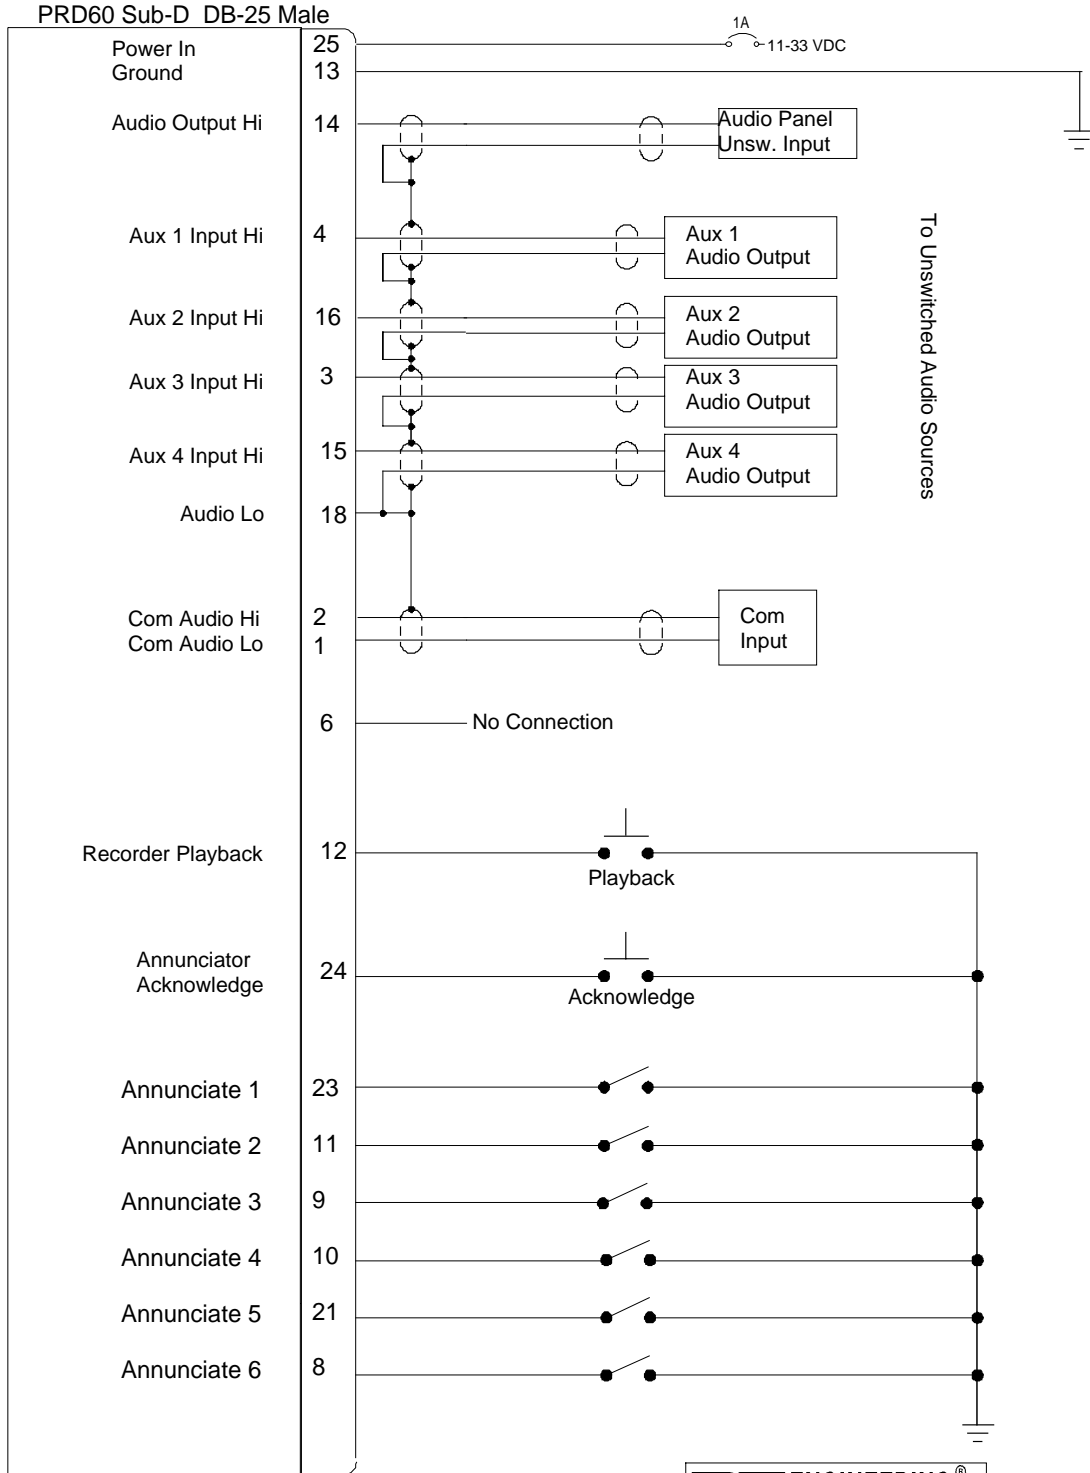 PRD60 Sub-D DB-25 Male
Power In 25 1A 11-33 VDC
Ground 13
Audio Output Hi 14 Audio Panel
Unsw. Input
Aux 1 Input Hi 4 Aux 1
Audio Output
Aux 2 Input Hi 16 Aux 2
Audio Output
Aux 3 Input Hi 3 Aux 3
Audio Output
Aux 4 Input Hi 15 Aux 4
Audio Output
To Unswitched Audio Sources
Audio Lo 18
Com Audio Hi 2 Com
Com Audio Lo 1 Input
6 No Connection
Recorder Playback 12
Playback
Annunciator
Acknowledge 24
Acknowledge
Annunciate 1 23
Annunciate 2 11
Annunciate 3 9
Annunciate 4 10
Annunciate 5 21
Annunciate 6 8